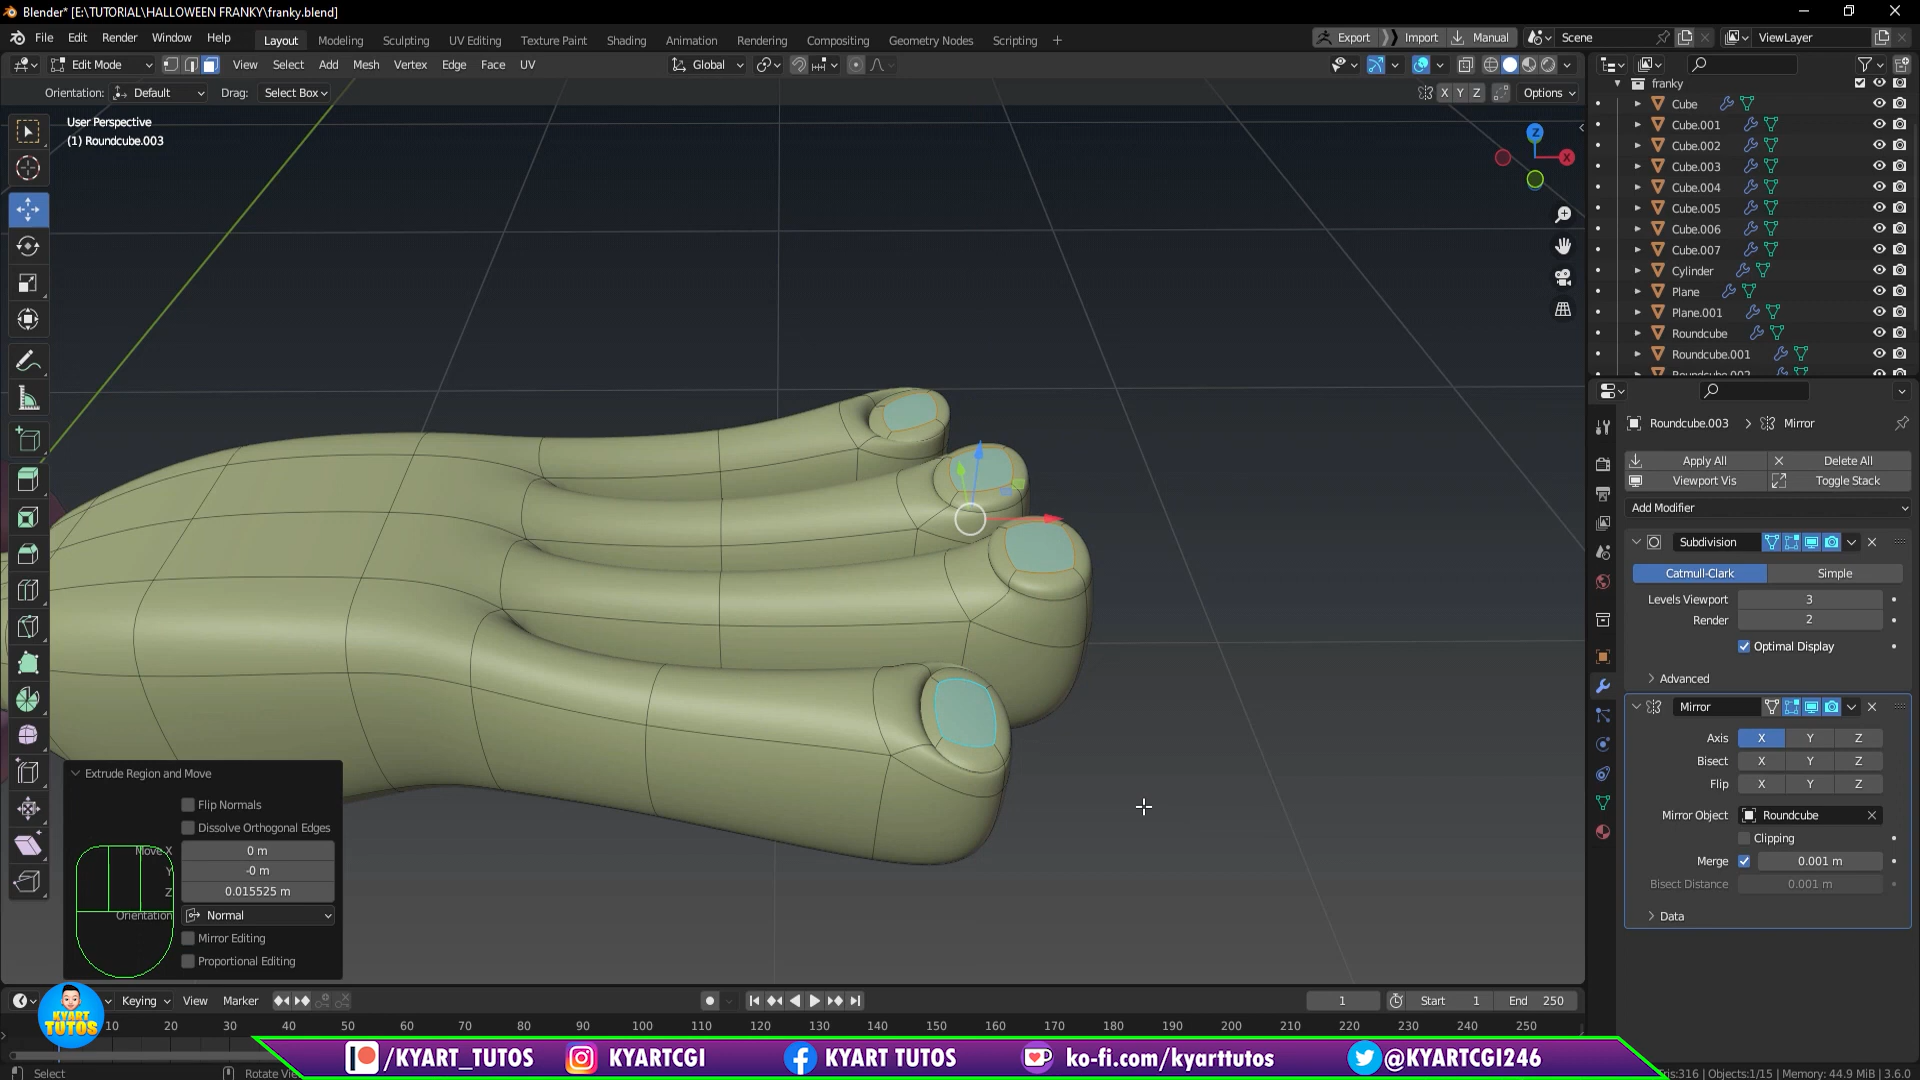 Blender* [E:\TUTORIAL\HALLOWEEN FRANKY\franky.blend]
File Edit Render Window Help
Layout Modeling Sculpting UV Editing Texture Paint Shading Animation Rendering Compositing Geometry Nodes Scripting +
Export Import Manual Scene ViewLayer
Edit Mode View Select Add Mesh Vertex Edge Face UV Global
Orientation: Default Drag: Select Box X Y Z Options
User Perspective
(1) Roundcube.003
Z
X
franky
Cube
Cube.001
Cube.002
Cube.003
Cube.004
Cube.005
Cube.006
Cube.007
Cylinder
Plane
Plane.001
Roundcube
Roundcube.001
Roundcube.002
Roundcube.003 > Mirror
Apply All Delete All
Viewport Vis Toggle Stack
Add Modifier
Subdivision
Catmull-Clark Simple
Levels Viewport 3
Render 2
Optimal Display
Advanced
Mirror
Axis X Y Z
Bisect X Y Z
Flip X Y Z
Mirror Object Roundcube
Clipping
Merge 0.001 m
Bisect Distance 0.001 m
Data
Extrude Region and Move
Flip Normals
Dissolve Orthogonal Edges
Move X 0 m
Y -0 m
Z 0.015525 m
Orientation Normal
Mirror Editing
Proportional Editing
Keying View Marker 1 Start 1 End 250
10 20 30 40 50 60 70 80 90 100 110 120 130 140 150 160 170 180 190 200 210 220 230 240 250
KYART
TUTOS
/KYART_TUTOS KYARTCGI KYART TUTOS ko-fi.com/kyarttutos @KYARTCGI246
Select Rotate Vie
ris:316 | Objects:1/15 | Memory: 44.9 MiB | 3.6.0